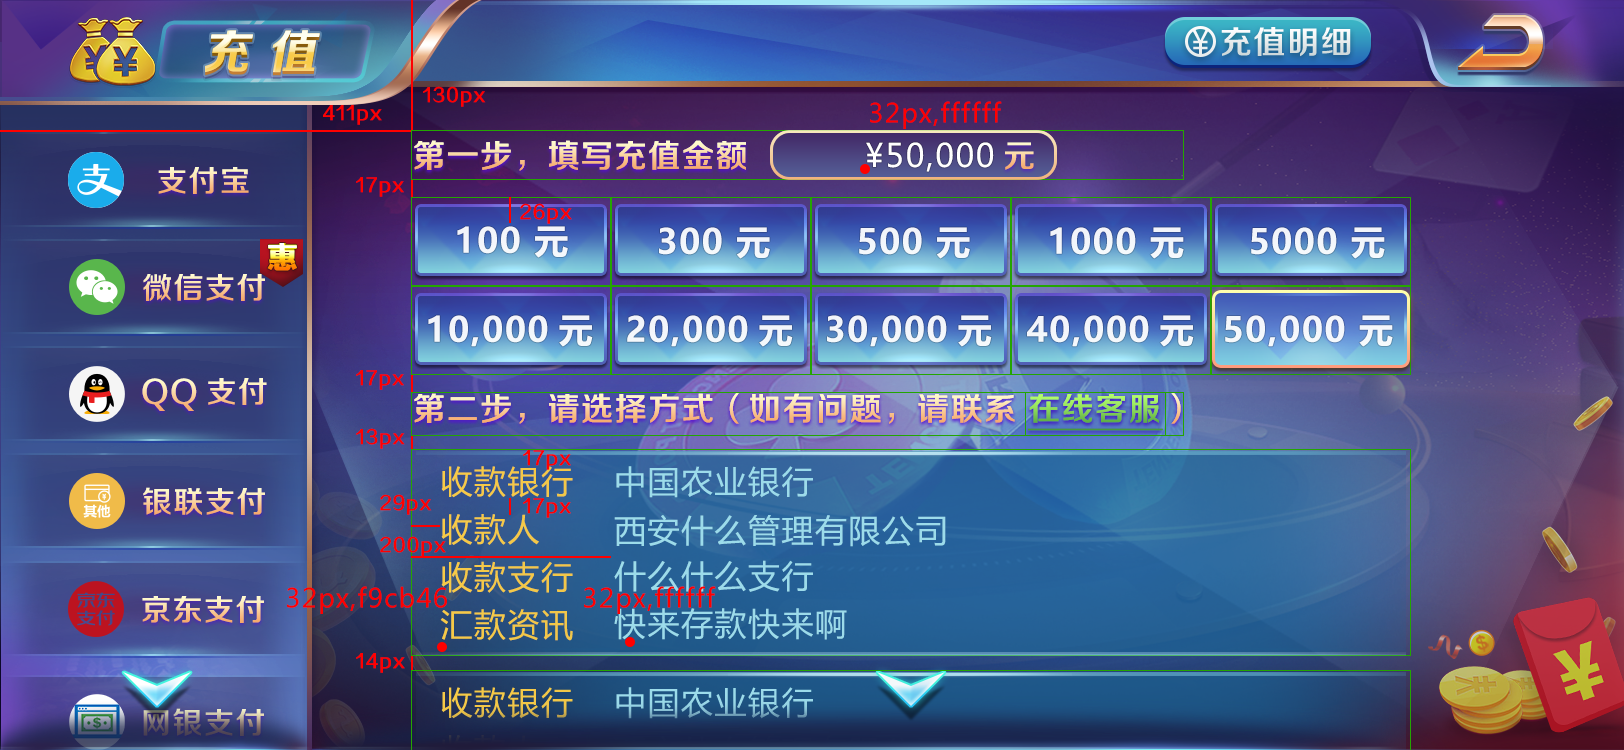 充值
充值明细
130px
411px
32px,ffffff
第一步，填写充值金额
¥50,000 元
17px
26px
100 元
300 元
500 元
1000 元
5000 元
10,000 元
20,000 元
30,000 元
40,000 元
50,000 元
17px
第二步，请选择方式（如有问题，请联系 在线客服 ）
13px
17px
收款银行 中国农业银行
29px
17px
收款人 西安什么管理有限公司
200px
收款支行 什么什么支行
32px,f9cb46
32px,ffffff
汇款资讯 快来存款快来啊
14px
收款银行 中国农业银行
支
支付宝
惠
微信支付
QQ 支付
其他
银联支付
京东
支付
京东支付
网银支付